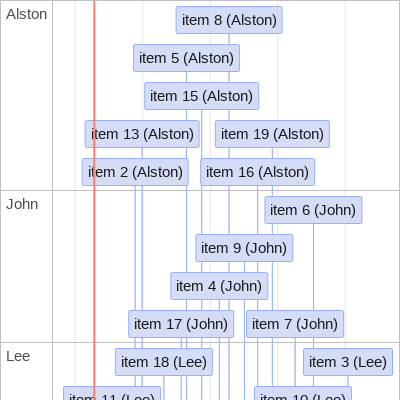 Alston
item 8 (Alston)
item 5 (Alston)
item 15 (Alston)
item 13 (Alston)
item 19 (Alston)
item 2 (Alston)
item 16 (Alston)
John
item 6 (John)
item 9 (John)
item 4 (John)
item 17 (John)
item 7 (John)
Lee
item 18 (Lee)
item 3 (Lee)
item 11 (Lee)
item 10 (Lee)